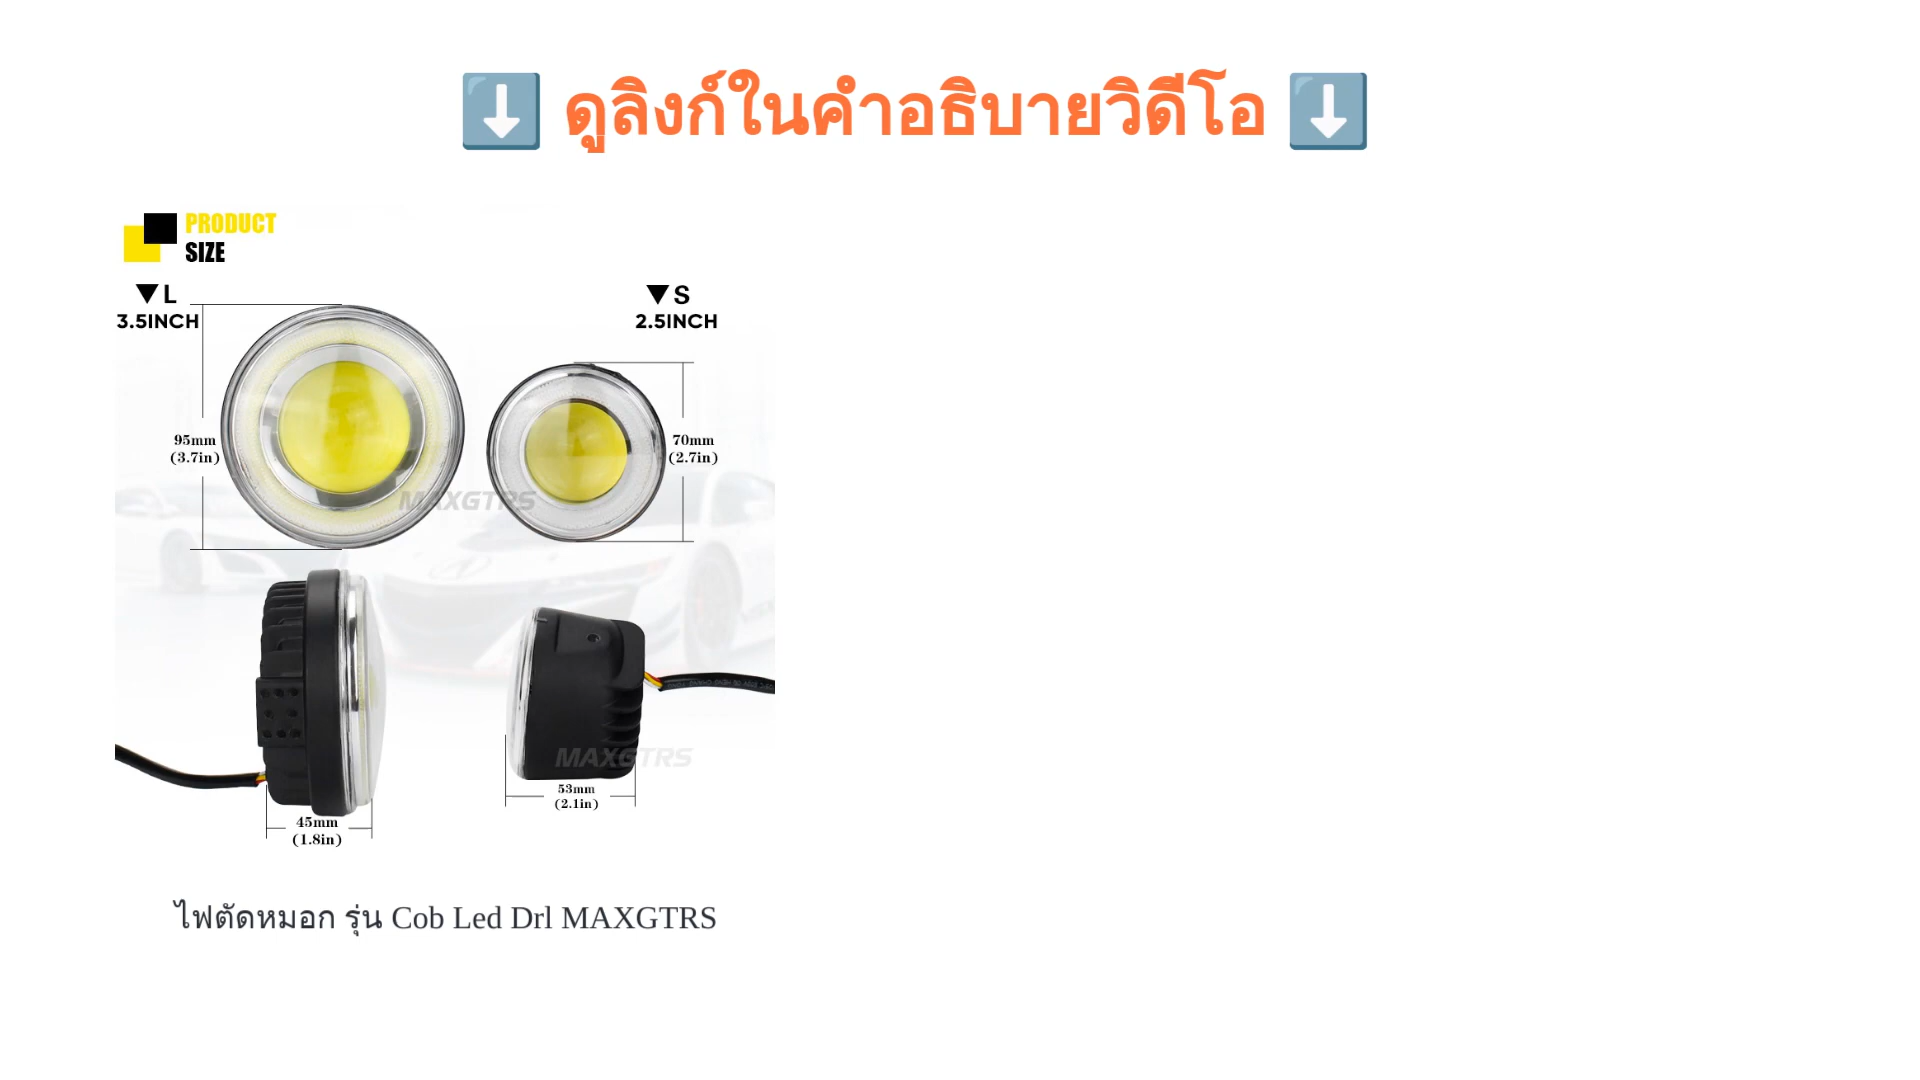 ⬇️ ดูลิงก์ในคำอธิบายวิดีโอ ⬇️
PRODUCT
SIZE
▼L
3.5INCH
▼S
2.5INCH
95mm
(3.7in)
70mm
(2.7in)
MAXGTRS
MAXGTRS
53mm
(2.1in)
45mm
(1.8in)
ไฟตัดหมอก รุ่น Cob Led Drl MAXGTRS